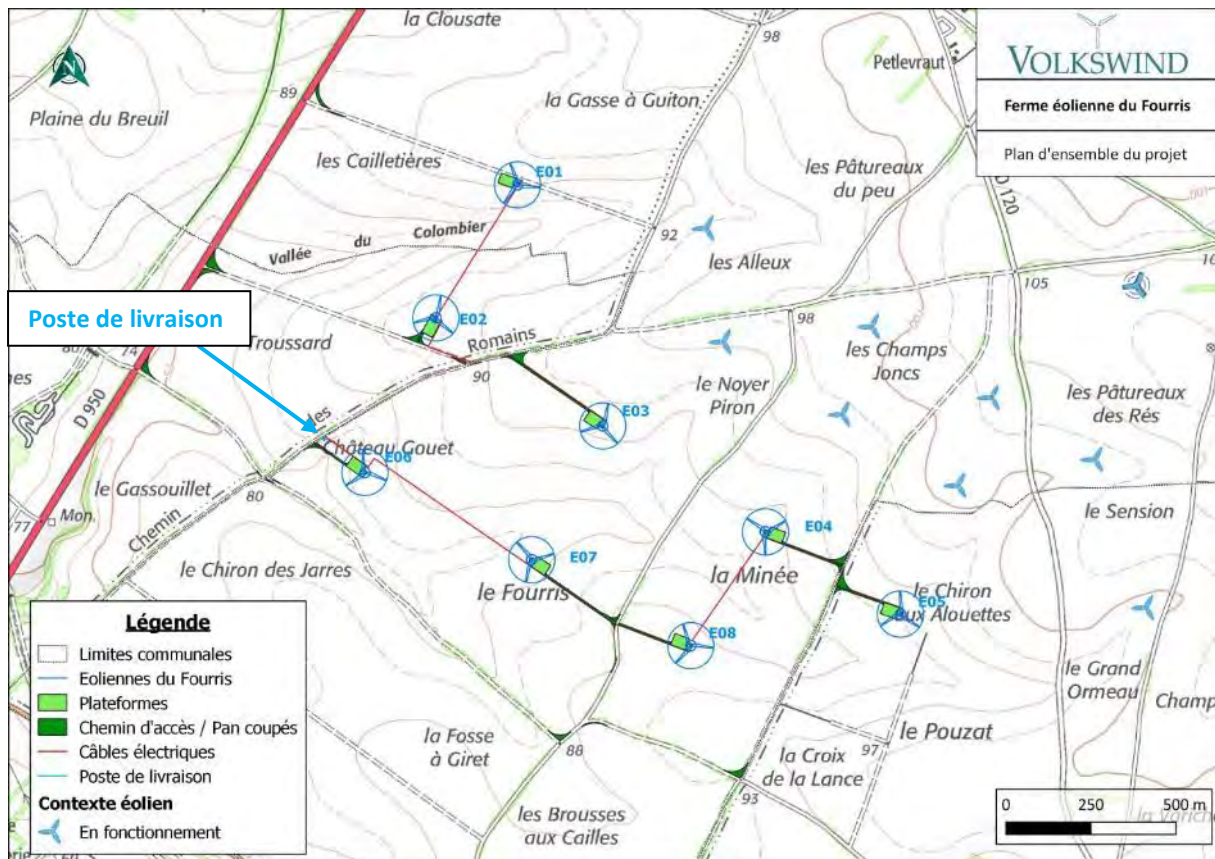 la Clousate
98
Petlevraut
VOLKSWIND
Ferme éolienne du Fourris
Plan d'ensemble du projet
N
89
Plaine du Breuil
la Gasse à Guiton
les Cailletières
E01
les Pâtureaux
du peu
D 120
Vallée du Colombier
92
les Alleux
105
Poste de livraison
E02
Troussard
Romains
90
98
les Champs
Joncs
14
D 950
les
le Noyer
Piron
les Pâtureaux
des Rés
E03
Château Gouet
E06
le Gassouillet
80
77
Mon.
Chemin
le Sension
E04
E07
le Chiron des Jarres
la Minée
le Fourris
le Chiron
aux Alouettes
E05
E08
le Grand
Ormeau
Champ
Légende
Limites communales
Eoliennes du Fourris
Plateformes
Chemin d'accès / Pan coupés
Câbles électriques
Poste de livraison
Contexte éolien
En fonctionnement
la Fosse
à Giret
88
le Pouzat
97
la Croix
de la Lance
93
les Brousses
aux Cailles
0 250 500 m